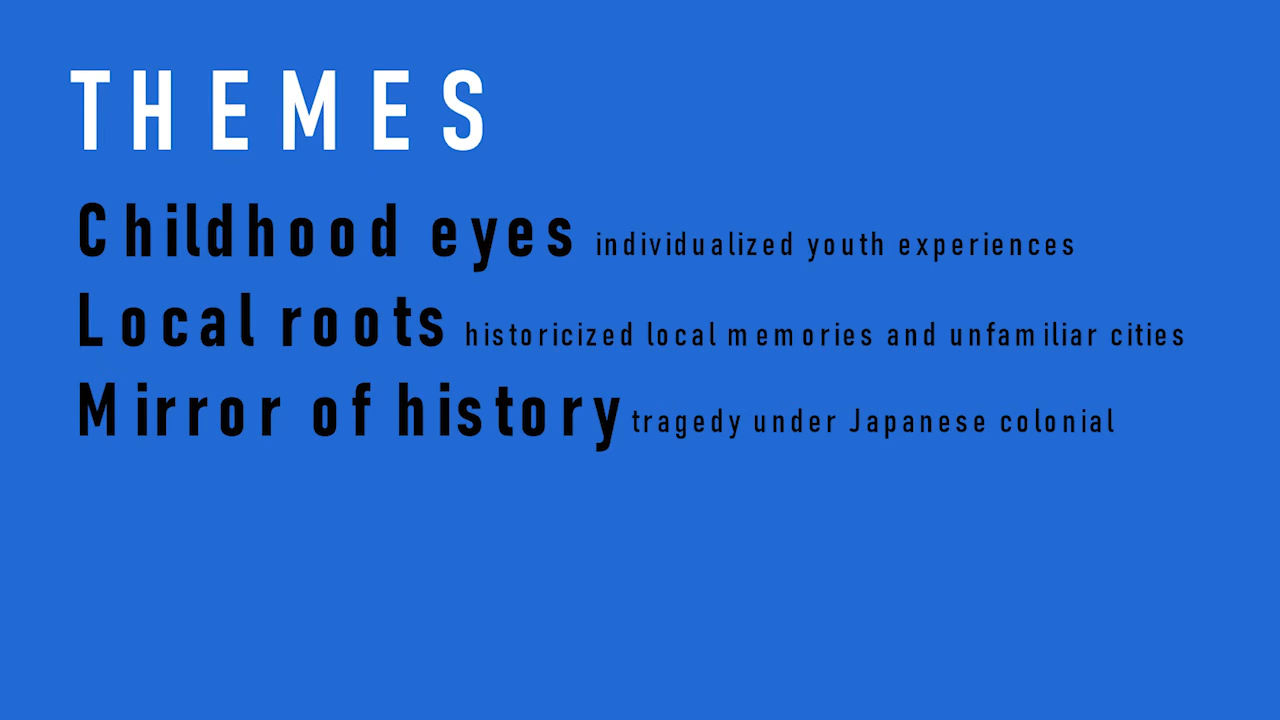 THEMES
Childhood eyes individualized youth experiences
Local roots historicized local memories and unfamiliar cities
Mirror of history tragedy under Japanese colonial